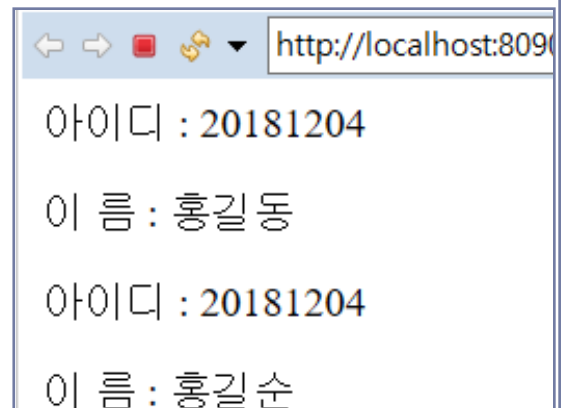 http://localhost:809
아이디 : 20181204
이 름 : 홍길동
아이디 : 20181204
이 름 : 홍길순